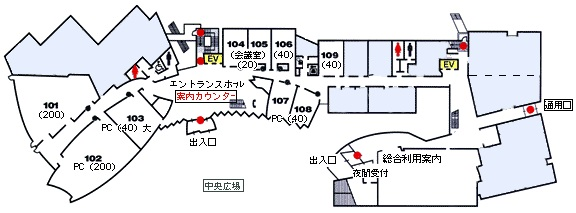 104
(会議室)
(20)
105
106
(40)
109
(40)
EV
EV
エントランスホール
案内カウンター
101
(200)
103
PC (40) 大
107
PC
108
(40)
102
PC (200)
出入口
通用口
出入口
総合利用案内
夜間受付
中央広場